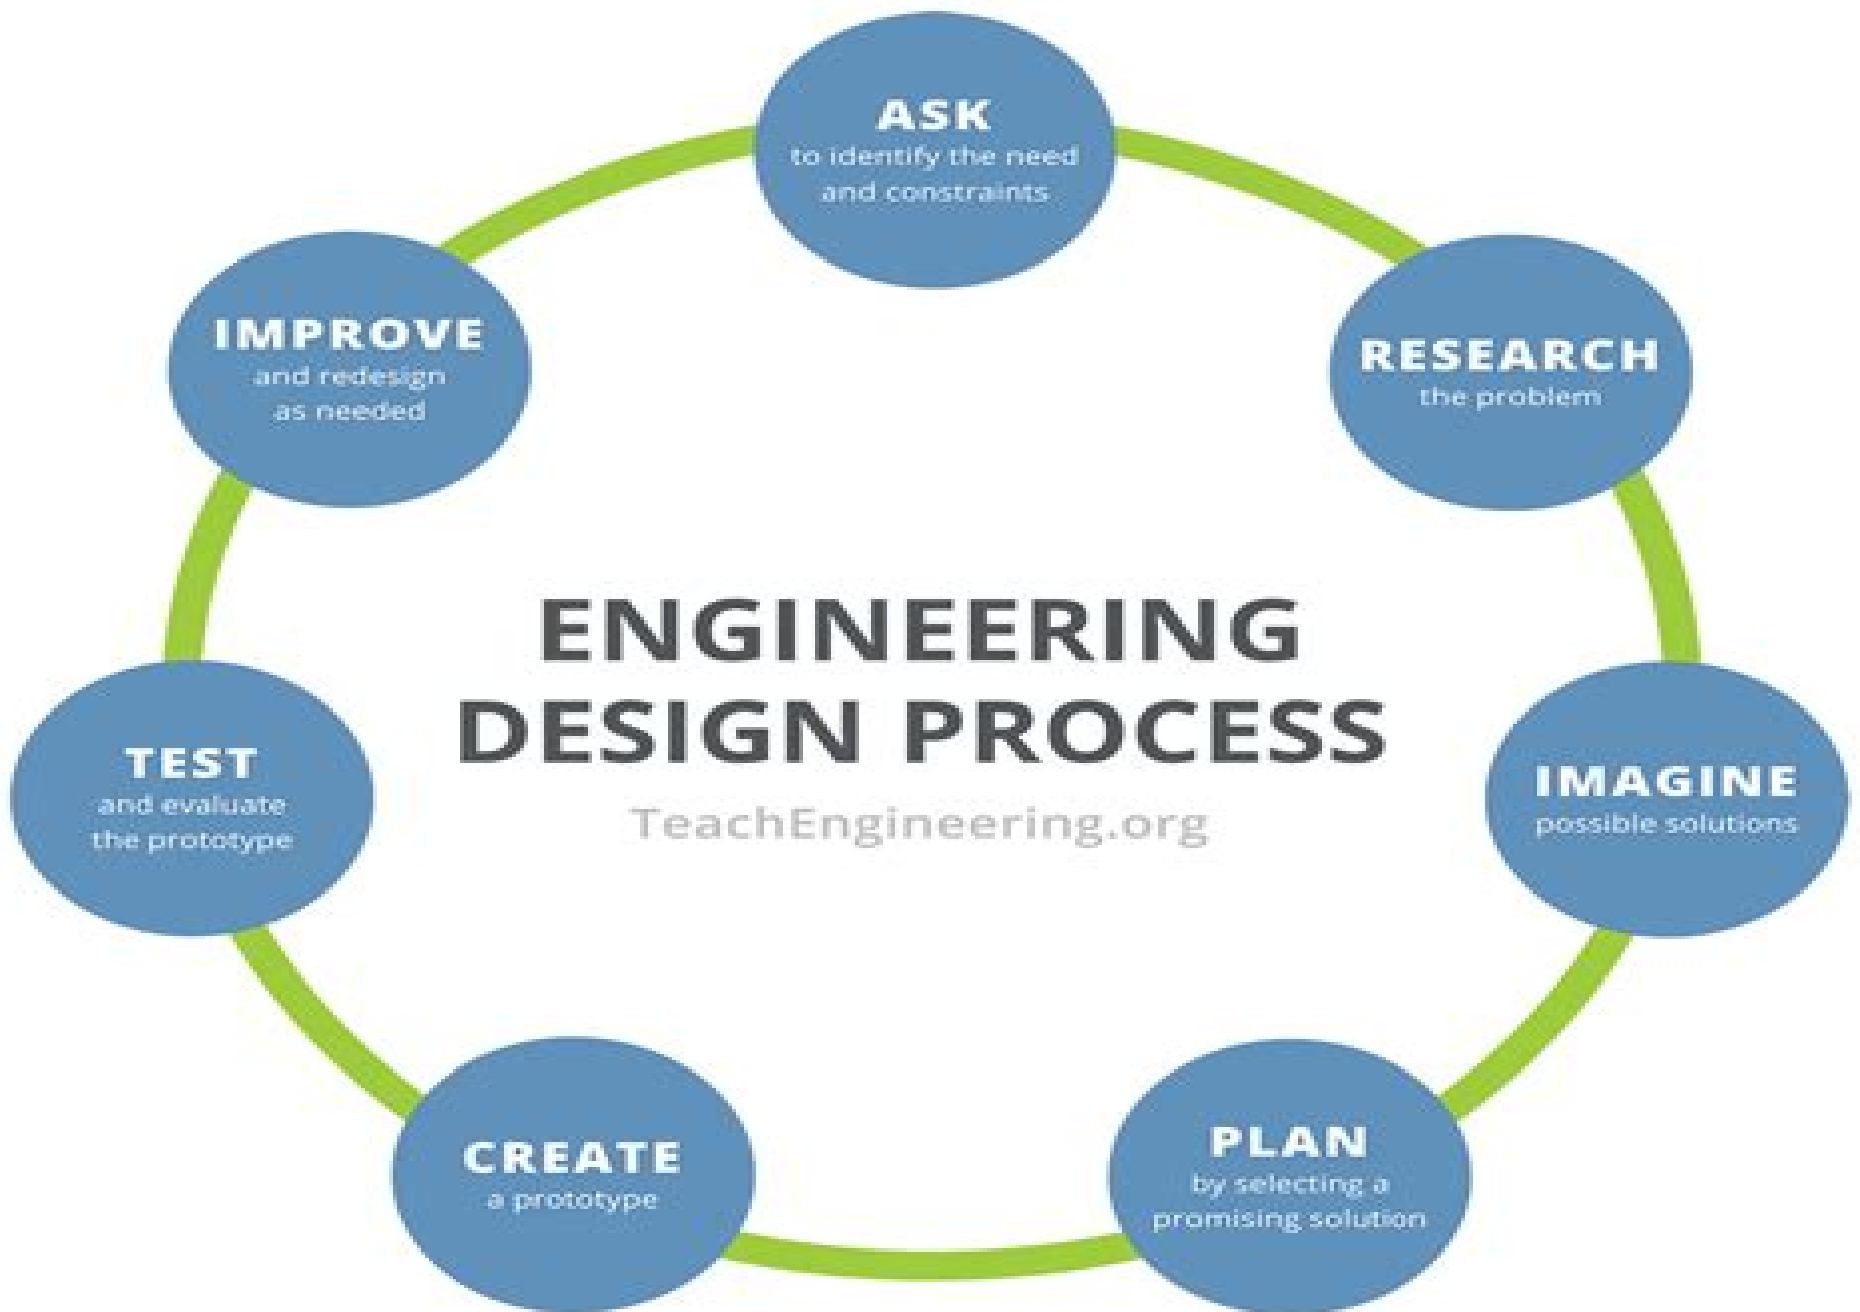 ASK
to identify the need
and constraints
RESEARCH
the problem
IMAGINE
possible solutions
PLAN
by selecting a
promising solution
CREATE
a prototype
TEST
and evaluate
the prototype
IMPROVE
and redesign
as needed
ENGINEERING
DESIGN PROCESS
TeachEngineering.org